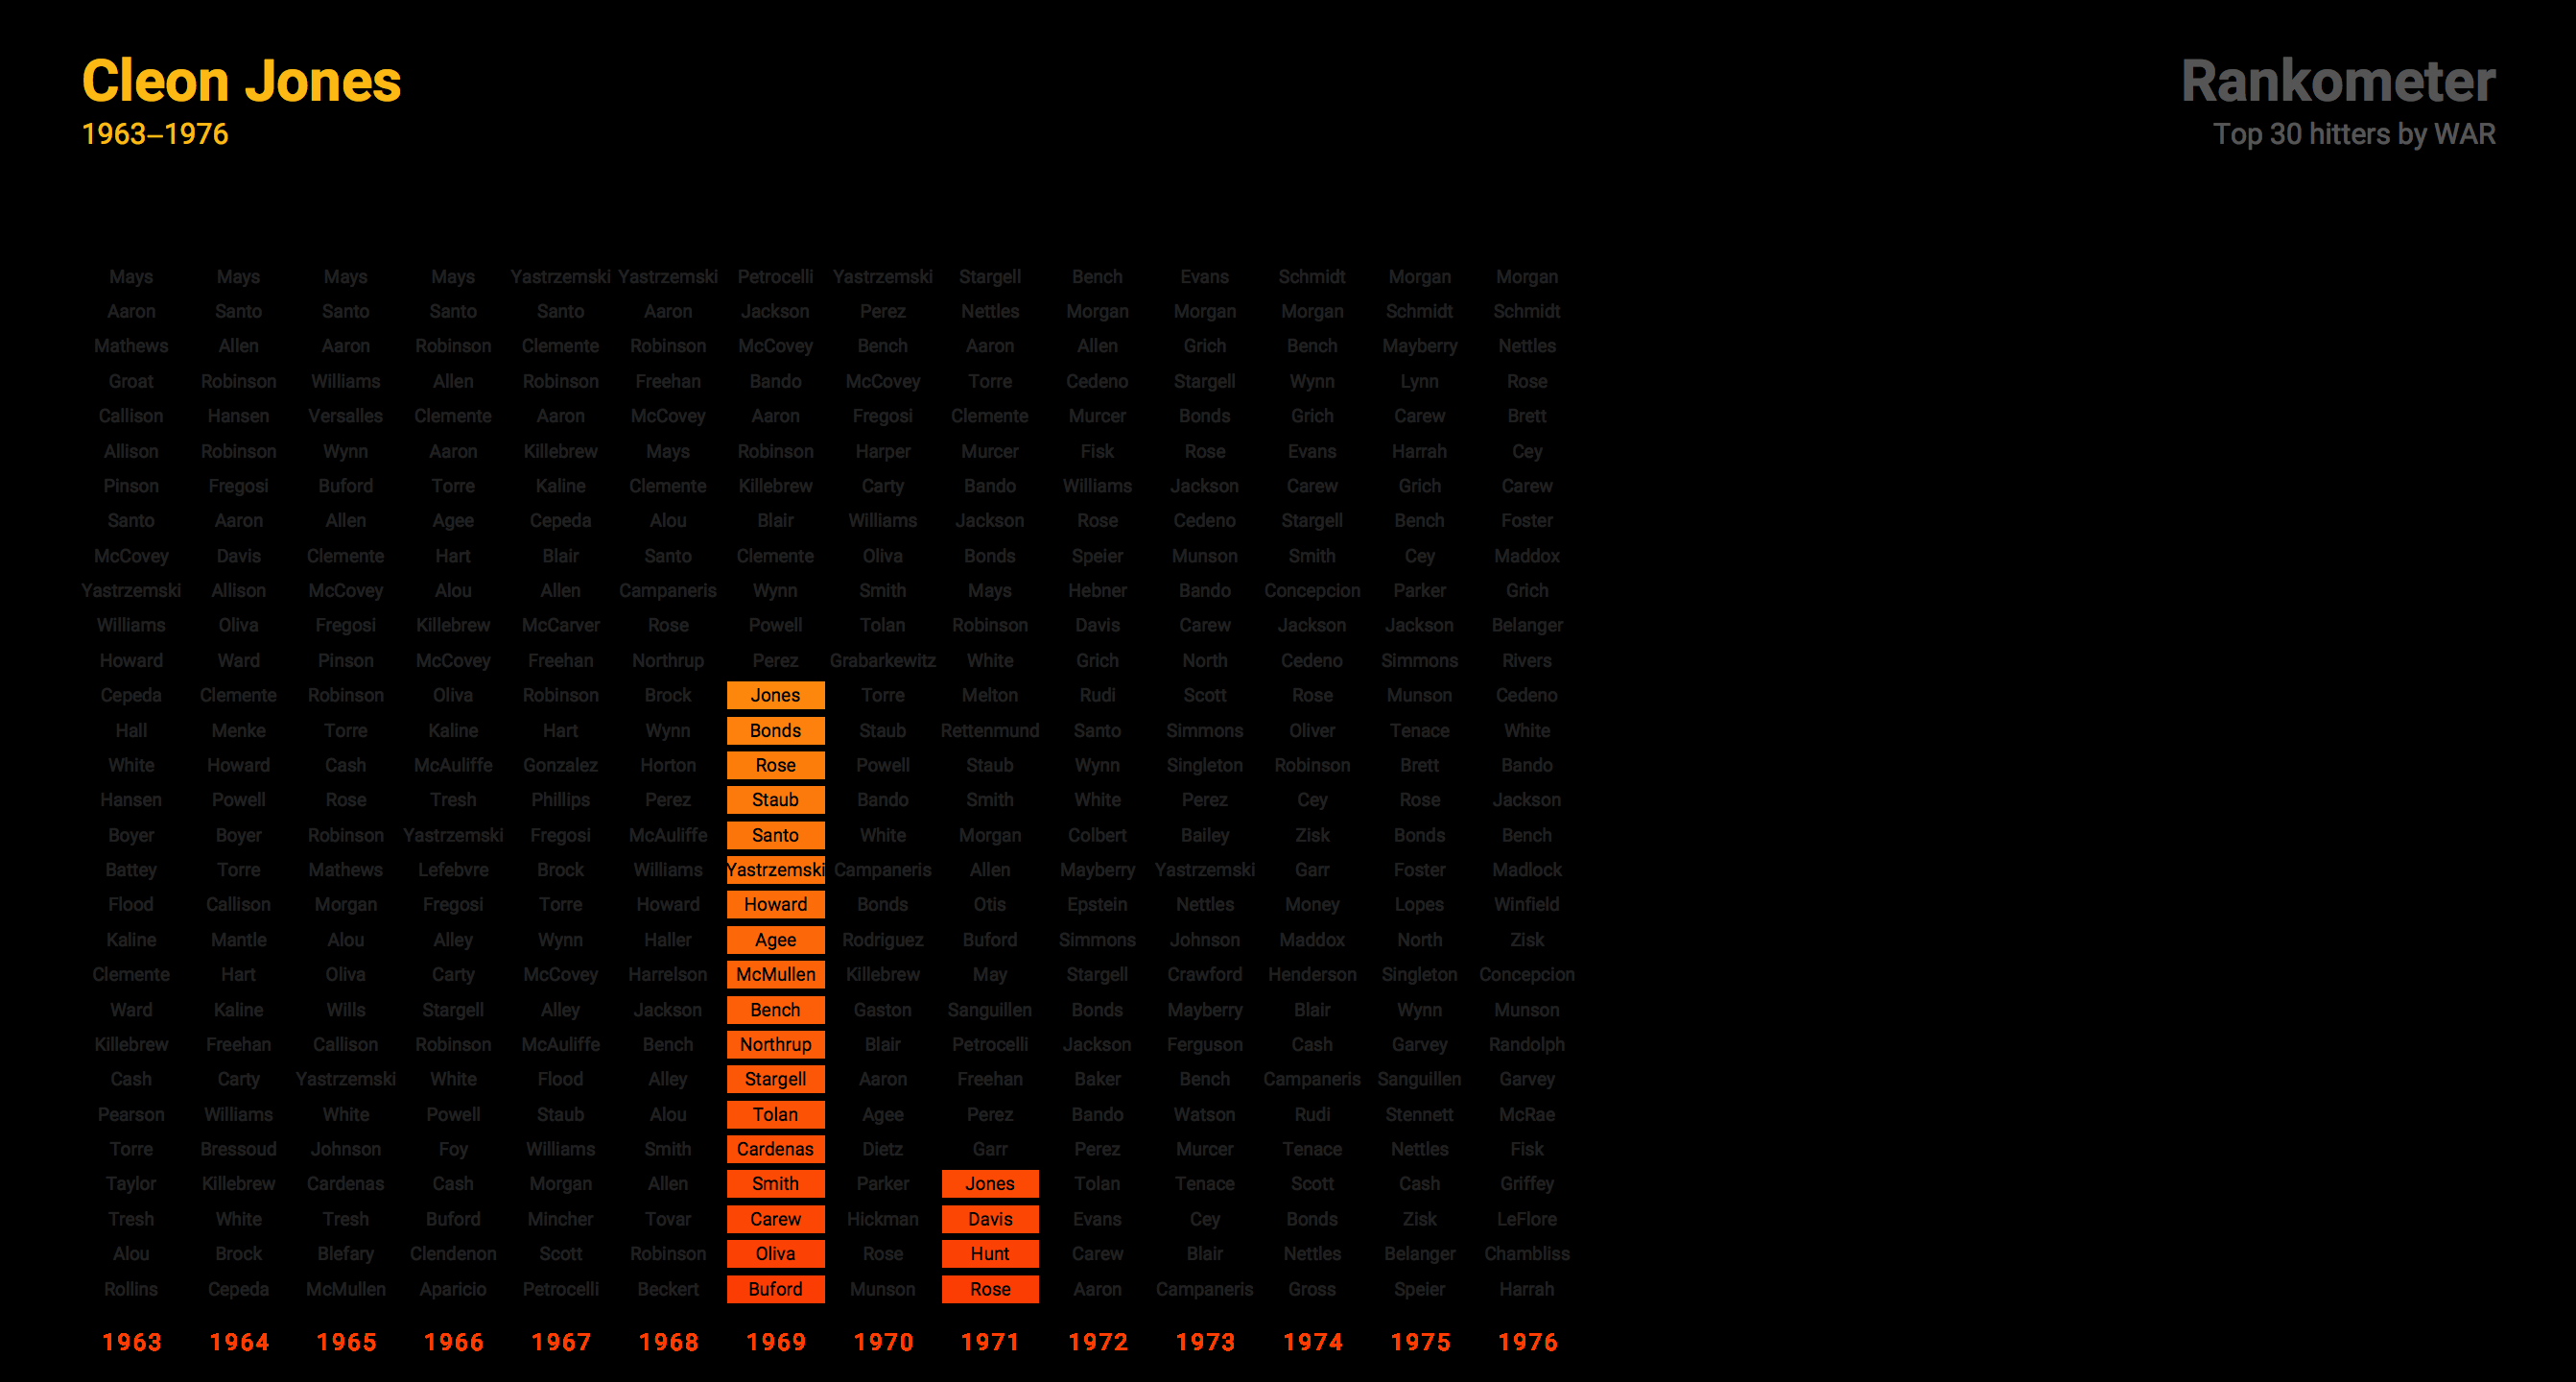 Cleon Jones
1963–1976
Rankometer
Top 30 hitters by WAR
Mays Mays Mays Mays Yastrzemski Yastrzemski Petrocelli Yastrzemski Stargell Bench Evans Schmidt Morgan Morgan
Aaron Santo Santo Santo Santo Aaron Jackson Perez Nettles Morgan Morgan Morgan Schmidt Schmidt
Mathews Allen Aaron Robinson Clemente Robinson McCovey Bench Aaron Allen Grich Bench Mayberry Nettles
Groat Robinson Williams Allen Robinson Freehan Bando McCovey Torre Cedeno Stargell Wynn Lynn Rose
Callison Hansen Versalles Clemente Aaron McCovey Aaron Fregosi Clemente Murcer Bonds Grich Carew Brett
Allison Robinson Wynn Aaron Killebrew Mays Robinson Harper Murcer Fisk Rose Evans Harrah Cey
Pinson Fregosi Buford Torre Kaline Clemente Killebrew Carty Bando Williams Jackson Carew Grich Carew
Santo Aaron Allen Agee Cepeda Alou Blair Williams Jackson Rose Cedeno Stargell Bench Foster
McCovey Davis Clemente Hart Blair Santo Clemente Oliva Bonds Speier Munson Smith Cey Maddox
Yastrzemski Allison McCovey Alou Allen Campaneris Wynn Smith Mays Hebner Bando Concepcion Parker Grich
Williams Oliva Fregosi Killebrew McCarver Rose Powell Tolan Robinson Davis Carew Jackson Jackson Belanger
Howard Ward Pinson McCovey Freehan Northrup Perez Grabarkewitz White Grich North Cedeno Simmons Rivers
Cepeda Clemente Robinson Oliva Robinson Brock Jones Torre Melton Rudi Scott Rose Munson Cedeno
Hall Menke Torre Kaline Hart Wynn Bonds Staub Rettenmund Santo Simmons Oliver Tenace White
White Howard Cash McAuliffe Gonzalez Horton Rose Powell Staub Wynn Singleton Robinson Brett Bando
Hansen Powell Rose Tresh Phillips Perez Staub Bando Smith White Perez Cey Rose Jackson
Boyer Boyer Robinson Yastrzemski Fregosi McAuliffe Santo White Morgan Colbert Bailey Zisk Bonds Bench
Battey Torre Mathews Lefebvre Brock Williams Yastrzemski Campaneris Allen Mayberry Yastrzemski Garr Foster Madlock
Flood Callison Morgan Fregosi Torre Howard Howard Bonds Otis Epstein Nettles Money Lopes Winfield
Kaline Mantle Alou Alley Wynn Haller Agee Rodriguez Buford Simmons Johnson Maddox North Zisk
Clemente Hart Oliva Carty McCovey Harrelson McMullen Killebrew May Stargell Crawford Henderson Singleton Concepcion
Ward Kaline Wills Stargell Alley Jackson Bench Gaston Sanguillen Bonds Mayberry Blair Wynn Munson
Killebrew Freehan Callison Robinson McAuliffe Bench Northrup Blair Petrocelli Jackson Ferguson Cash Garvey Randolph
Cash Carty Yastrzemski White Flood Alley Stargell Aaron Freehan Baker Bench Campaneris Sanguillen Garvey
Pearson Williams White Powell Staub Alou Tolan Agee Perez Bando Watson Rudi Stennett McRae
Torre Bressoud Johnson Foy Williams Smith Cardenas Dietz Garr Perez Murcer Tenace Nettles Fisk
Taylor Killebrew Cardenas Cash Morgan Allen Smith Parker Jones Tolan Tenace Scott Cash Griffey
Tresh White Tresh Buford Mincher Tovar Carew Hickman Davis Evans Cey Bonds Zisk LeFlore
Alou Brock Blefary Clendenon Scott Robinson Oliva Rose Hunt Carew Blair Nettles Belanger Chambliss
Rollins Cepeda McMullen Aparicio Petrocelli Beckert Buford Munson Rose Aaron Campaneris Gross Speier Harrah
1963 1964 1965 1966 1967 1968 1969 1970 1971 1972 1973 1974 1975 1976